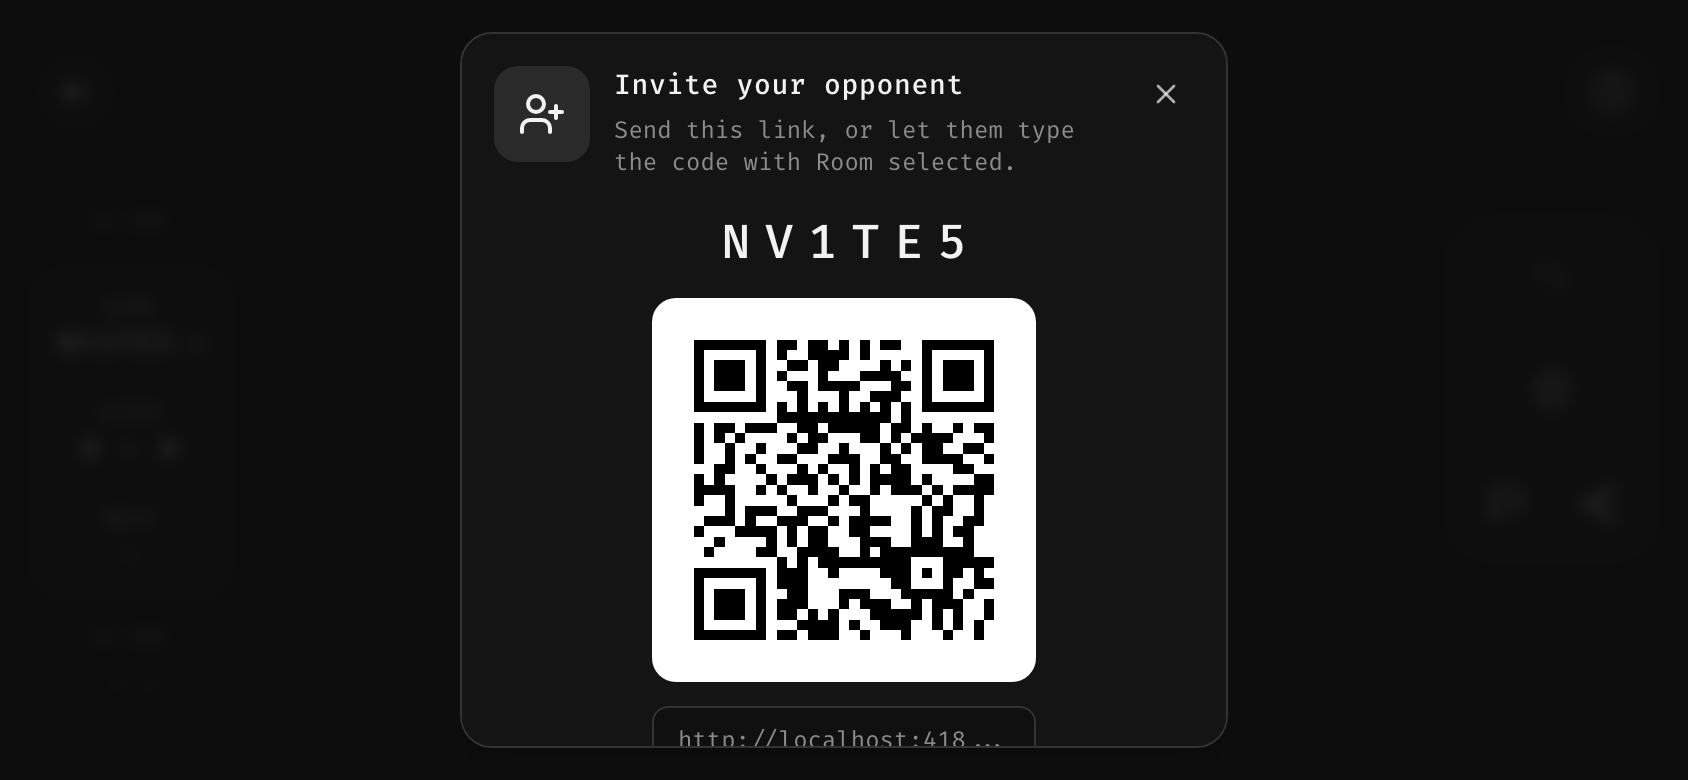 Invite your opponent
Send this link, or let them type
the code with Room selected.
NV1TE5
http://localhost:418...